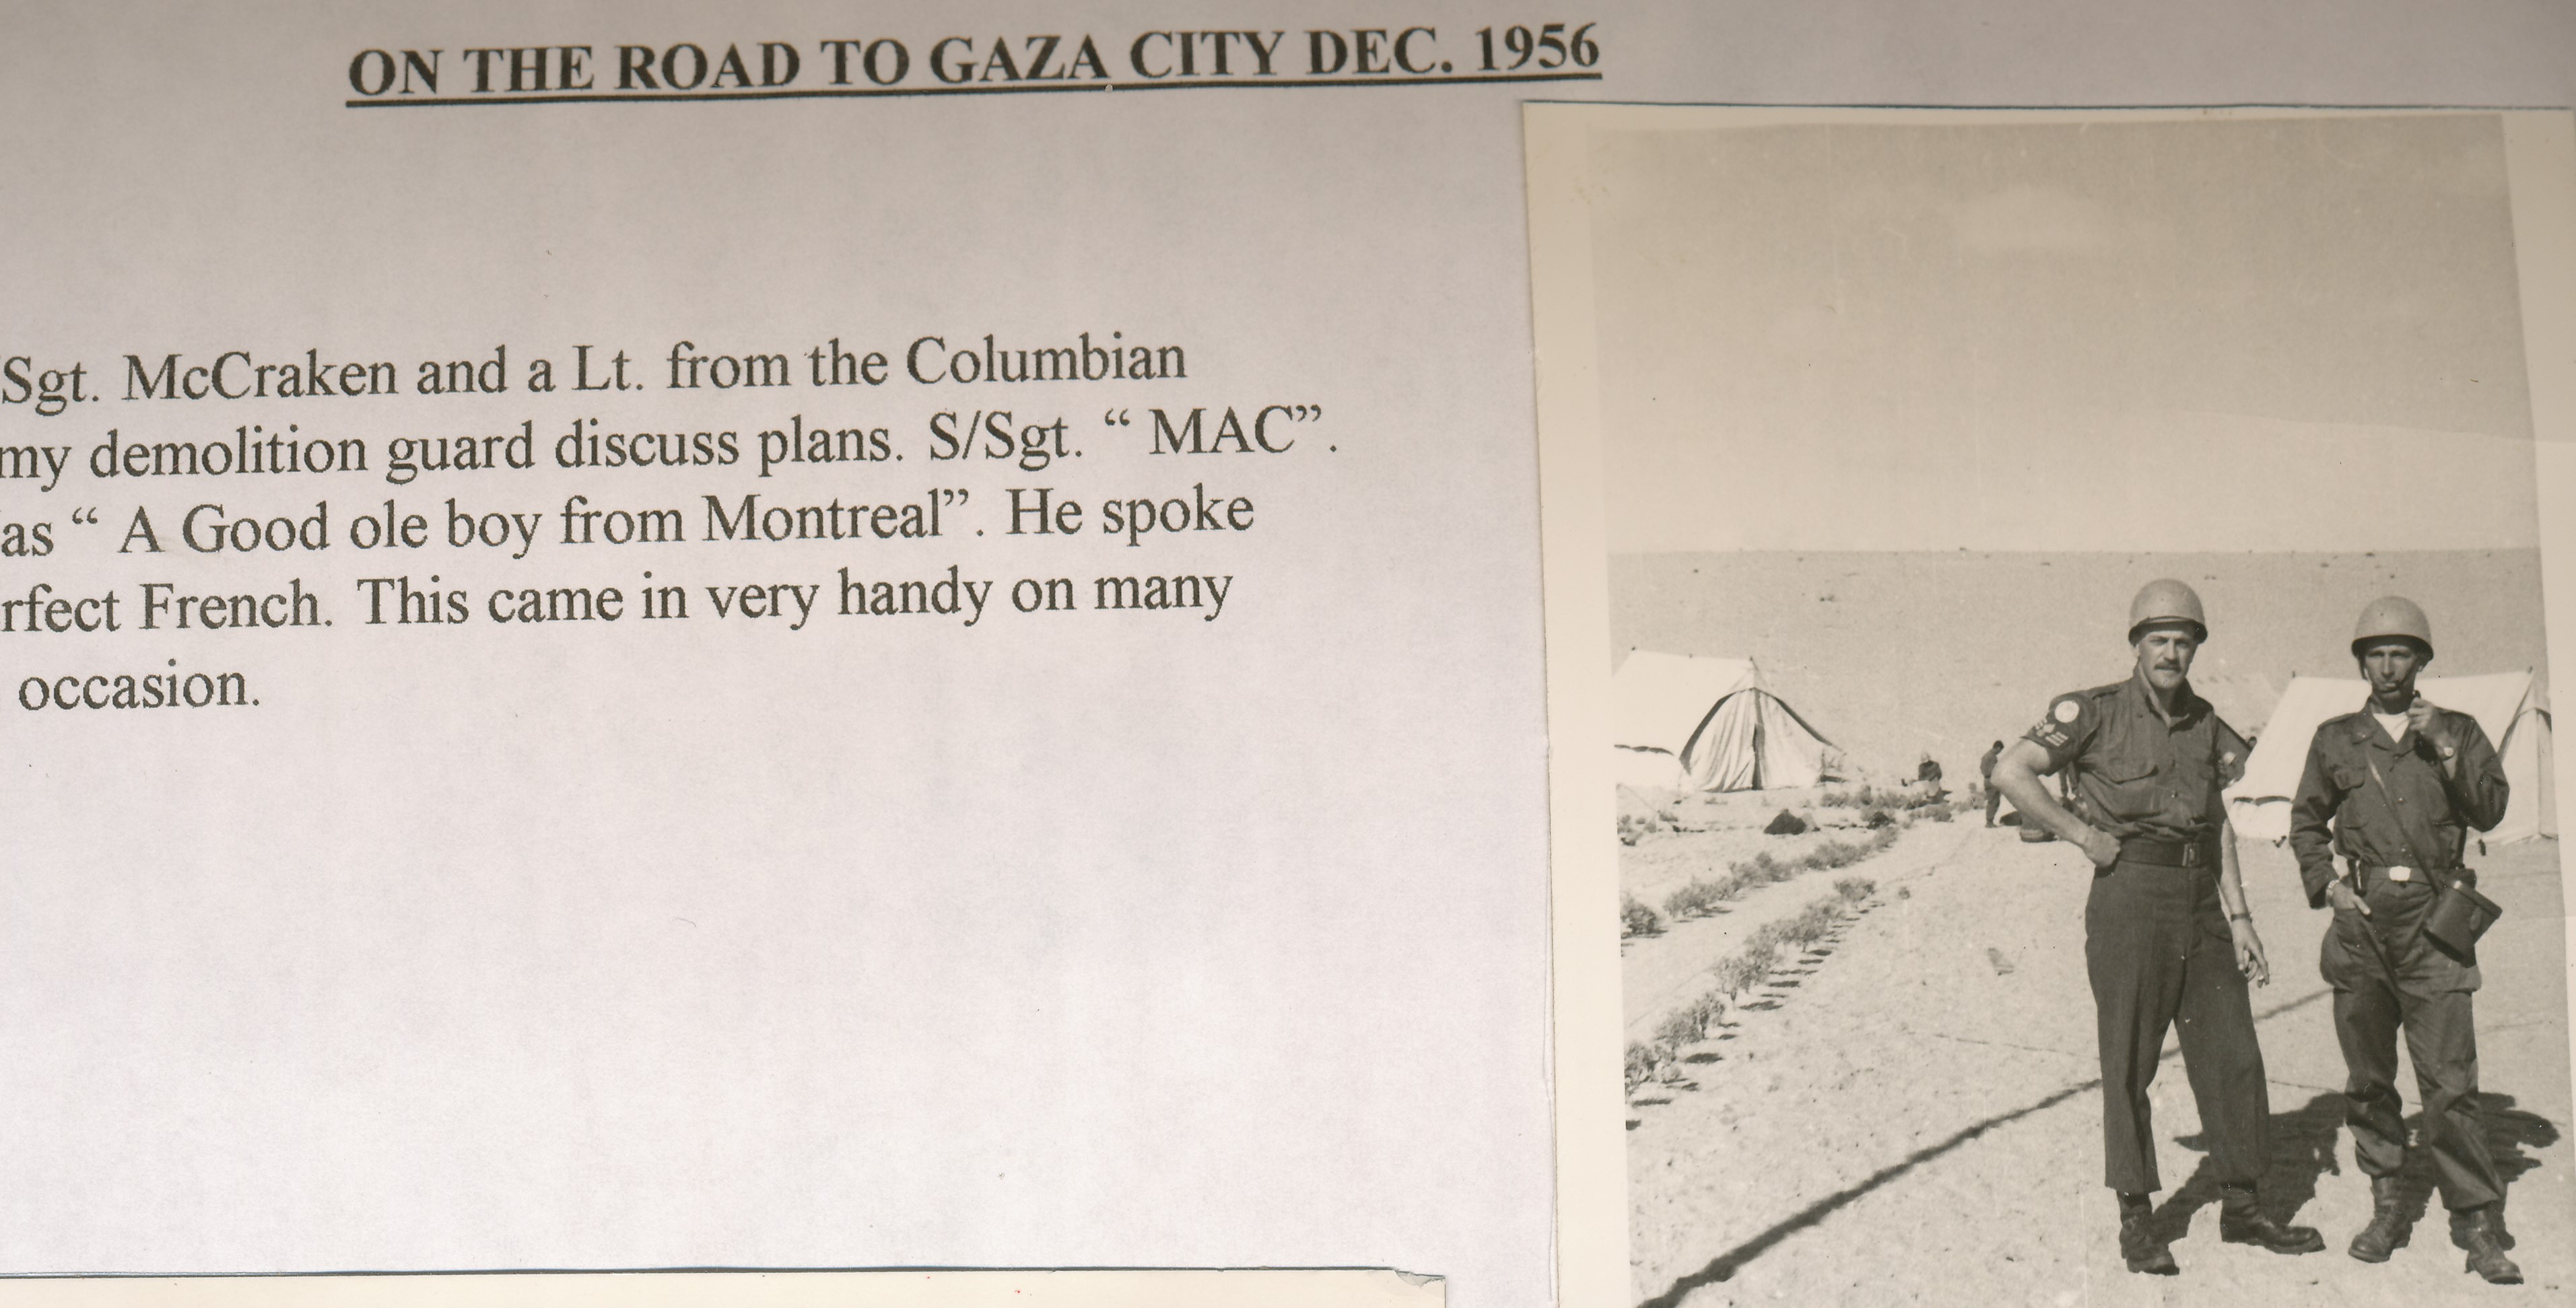 ON THE ROAD TO GAZA CITY DEC. 1956
/Sgt. McCraken and a Lt. from the Columbian
my demolition guard discuss plans. S/Sgt. “ MAC”.
as “ A Good ole boy from Montreal”. He spoke
rfect French. This came in very handy on many
occasion.